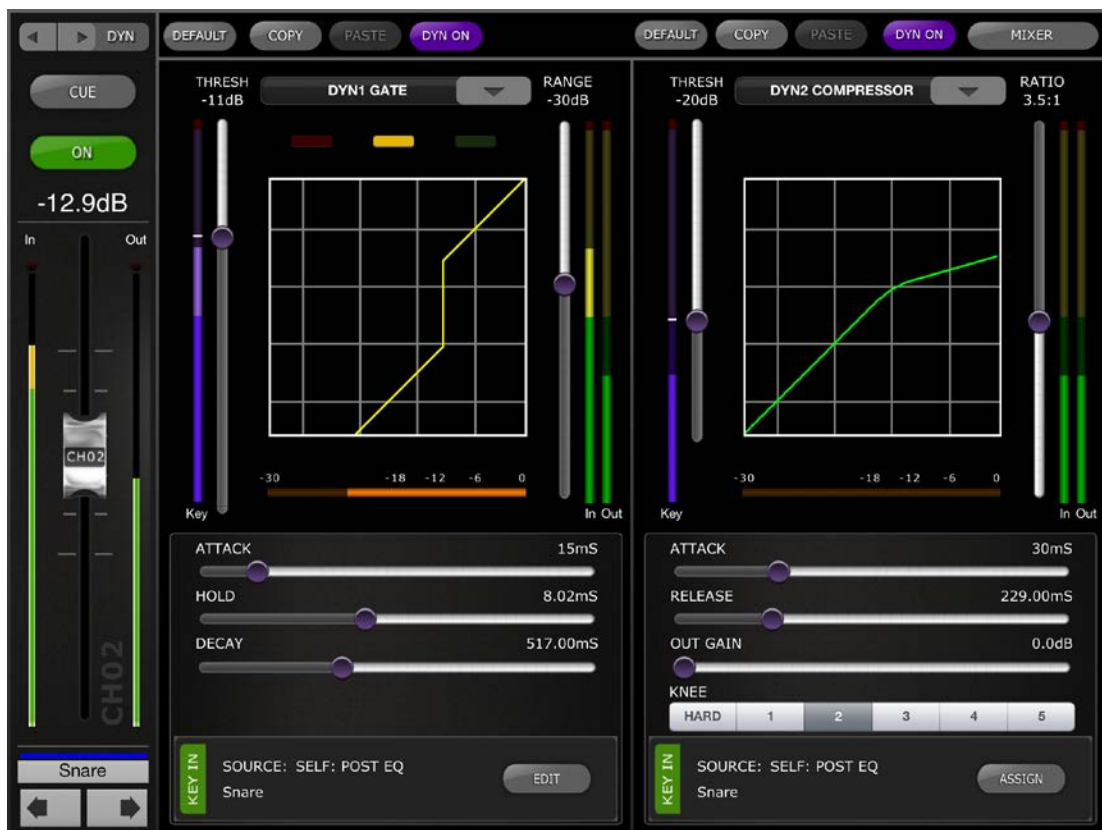 DYN
CUE
ON
-12.9dB
In Out
CH02
CH02
Snare
DEFAULT COPY PASTE DYN ON
THRESH
-11dB
DYN1 GATE
RANGE
-30dB
-30 -18 -12 -6 0
Key In Out
ATTACK 15mS
HOLD 8.02mS
DECAY 517.00mS
KEY IN
SOURCE: SELF: POST EQ
Snare
EDIT
DEFAULT COPY PASTE DYN ON MIXER
THRESH
-20dB
DYN2 COMPRESSOR
RATIO
3.5:1
-30 -18 -12 -6 0
Key In Out
ATTACK 30mS
RELEASE 229.00mS
OUT GAIN 0.0dB
KNEE
HARD 1 2 3 4 5
KEY IN
SOURCE: SELF: POST EQ
Snare
ASSIGN